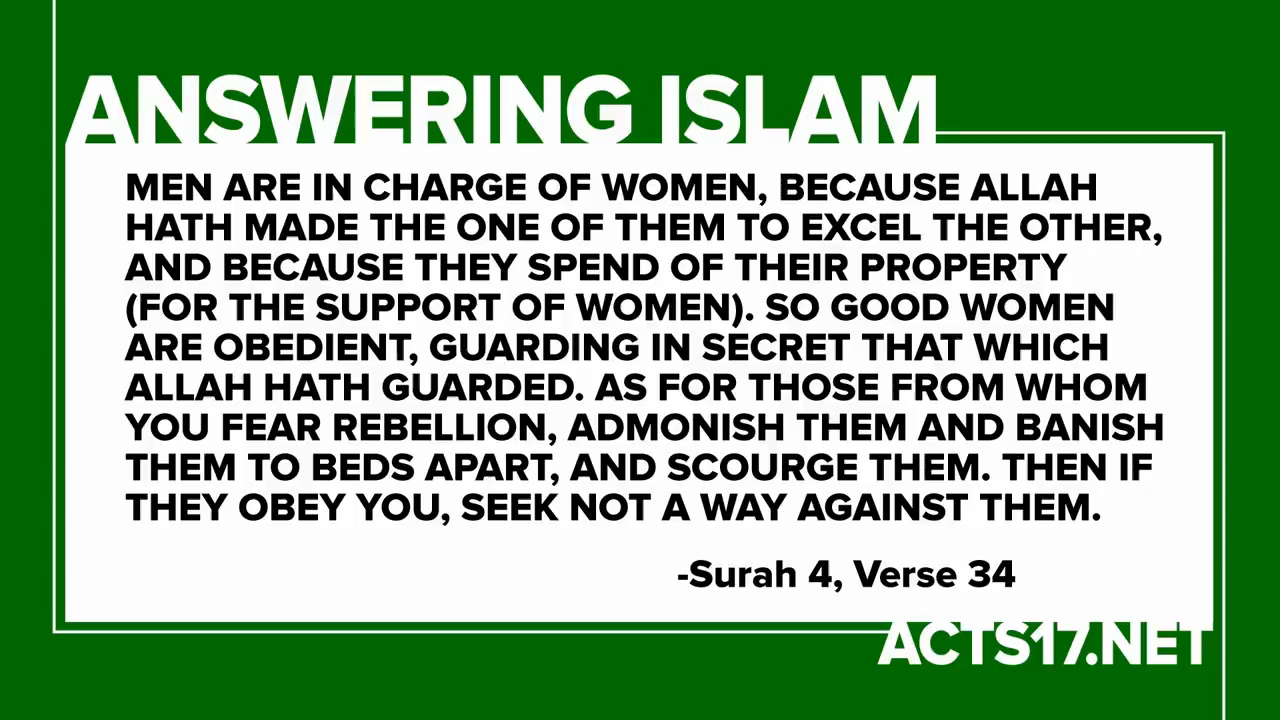 ANSWERING ISLAM
MEN ARE IN CHARGE OF WOMEN, BECAUSE ALLAH
HATH MADE THE ONE OF THEM TO EXCEL THE OTHER,
AND BECAUSE THEY SPEND OF THEIR PROPERTY
(FOR THE SUPPORT OF WOMEN). SO GOOD WOMEN
ARE OBEDIENT, GUARDING IN SECRET THAT WHICH
ALLAH HATH GUARDED. AS FOR THOSE FROM WHOM
YOU FEAR REBELLION, ADMONISH THEM AND BANISH
THEM TO BEDS APART, AND SCOURGE THEM. THEN IF
THEY OBEY YOU, SEEK NOT A WAY AGAINST THEM.
-Surah 4, Verse 34
ACTS17.NET